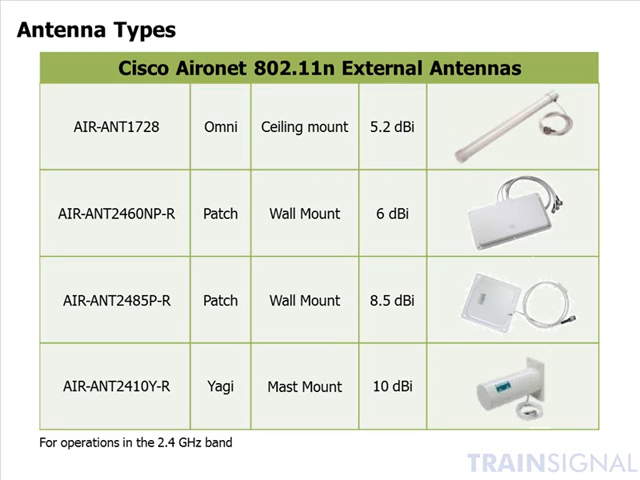 Antenna Types
Cisco Aironet 802.11n External Antennas
AIR-ANT1728 Omni Ceiling mount 5.2 dBi
AIR-ANT2460NP-R Patch Wall Mount 6 dBi
AIR-ANT2485P-R Patch Wall Mount 8.5 dBi
AIR-ANT2410Y-R Yagi Mast Mount 10 dBi
For operations in the 2.4 GHz band
TRAINSIGNAL